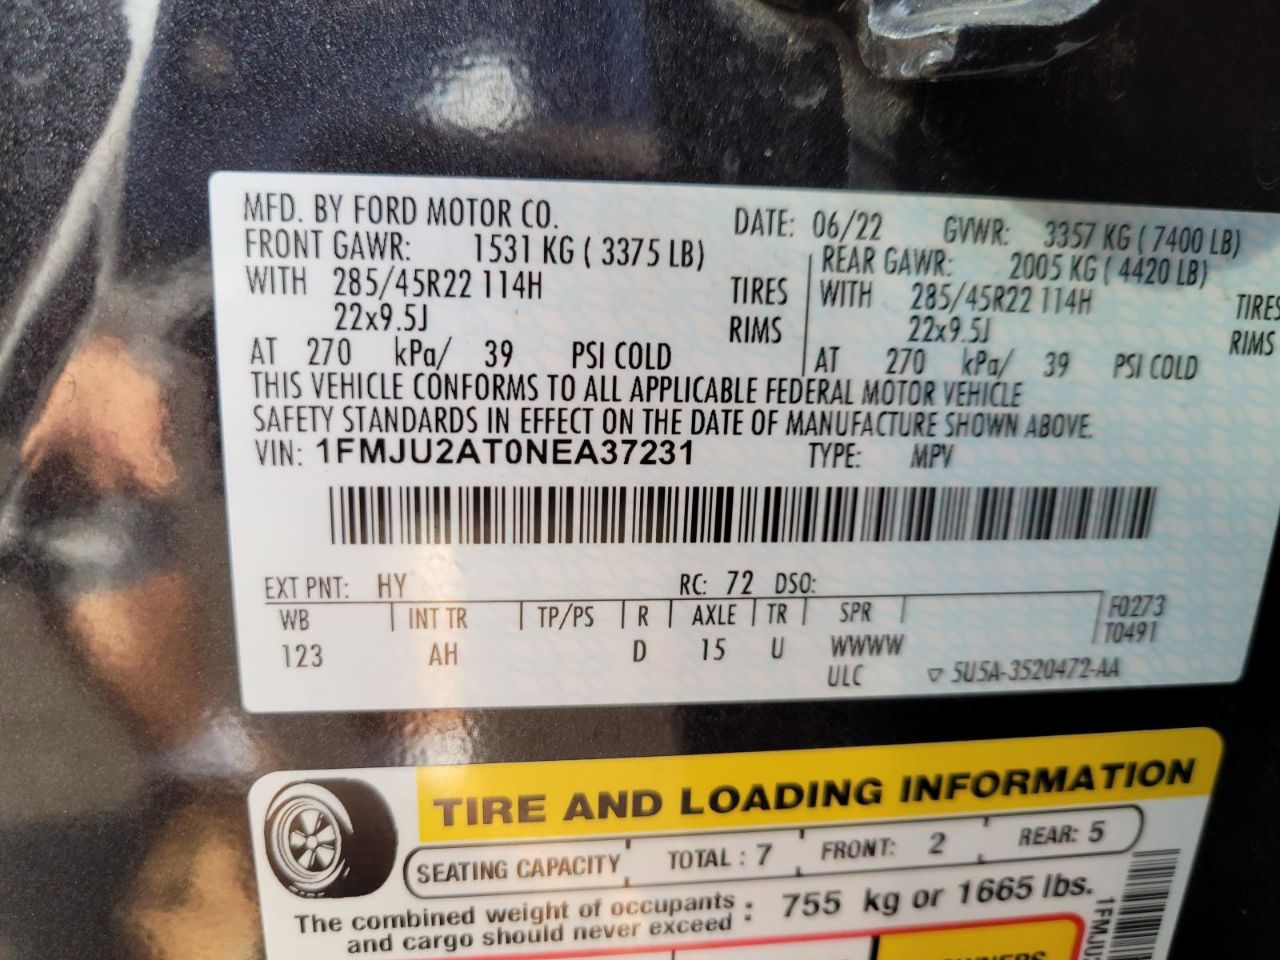 MFD. BY FORD MOTOR CO.
DATE: 06/22 GVWR: 3357 KG ( 7400 LB)
FRONT GAWR: 1531 KG ( 3375 LB)
WITH 285/45R22 114H TIRES
22x9.5J RIMS
AT 270 kPa/ 39 PSI COLD
REAR GAWR: 2005 KG ( 4420 LB)
WITH 285/45R22 114H TIRES
22x9.5J RIMS
AT 270 kPa/ 39 PSI COLD
THIS VEHICLE CONFORMS TO ALL APPLICABLE FEDERAL MOTOR VEHICLE
SAFETY STANDARDS IN EFFECT ON THE DATE OF MANUFACTURE SHOWN ABOVE.
VIN: 1FMJU2AT0NEA37231 TYPE: MPV
EXT PNT: HY RC: 72 DSO:
WB INT TR TP/PS R AXLE TR SPR F0273
T0491
123 AH D 15 U WWWW
ULC ▽ 5U5A-3520472-AA
TIRE AND LOADING INFORMATION
SEATING CAPACITY TOTAL : 7 FRONT: 2 REAR: 5
The combined weight of occupants
and cargo should never exceed : 755 kg or 1665 lbs.